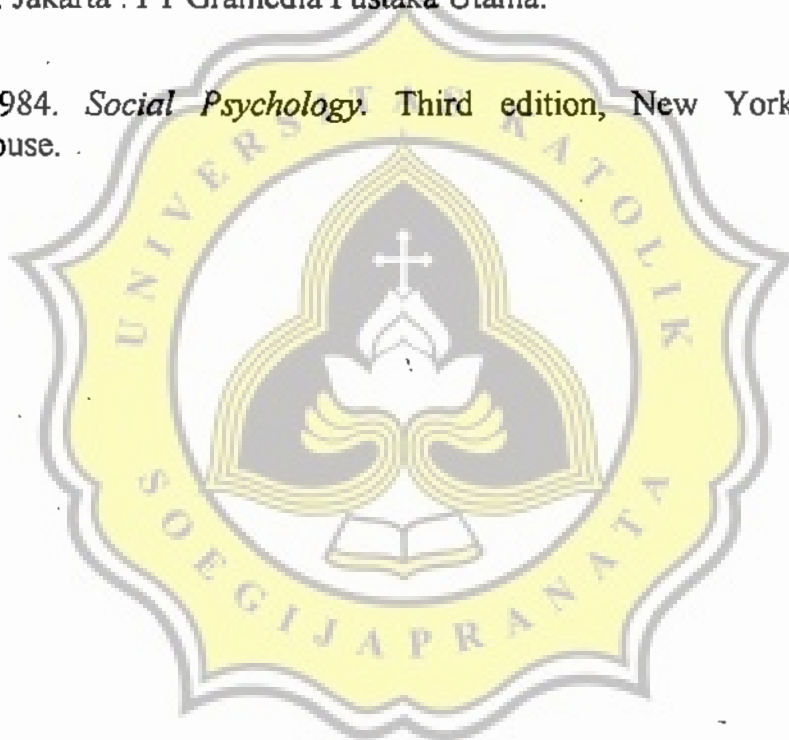 Jakarta : PT Gramedia Pustaka Utama.
984. Social Psychology. Third edition, New York
ouse.
UNIVERSITAS KATOLIK
SOEGIJAPRANATA